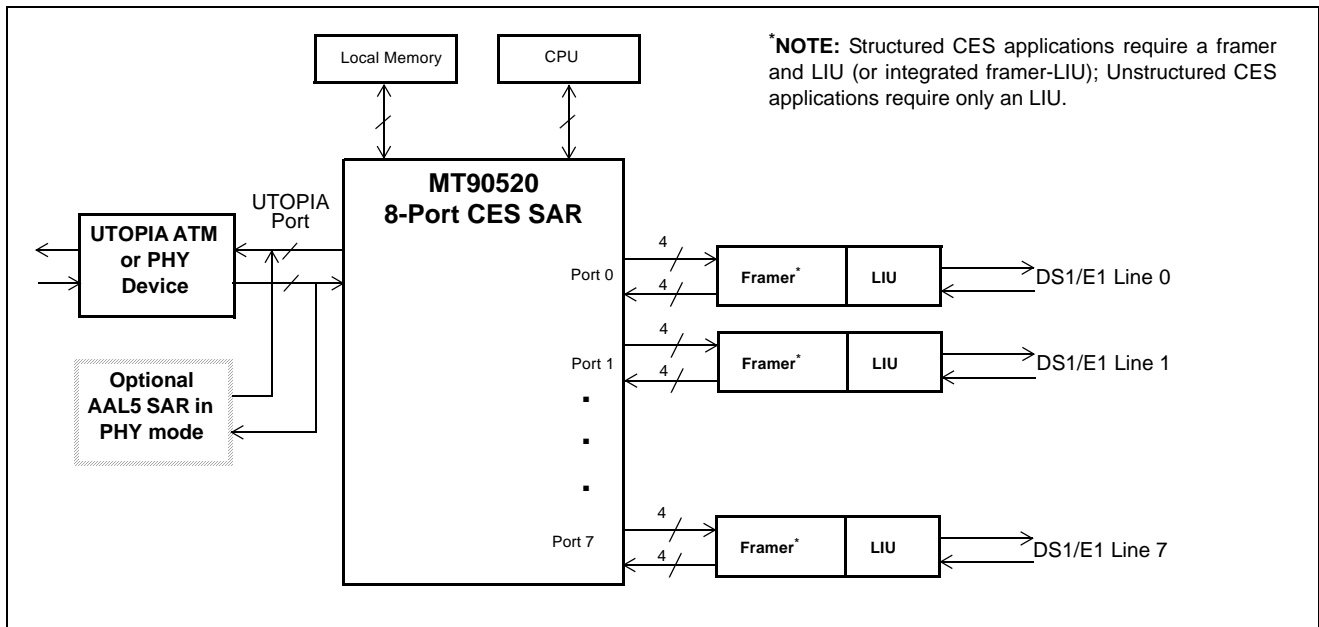 Local Memory
CPU
*NOTE: Structured CES applications require a framer
and LIU (or integrated framer-LIU); Unstructured CES
applications require only an LIU.
MT90520
8-Port CES SAR
UTOPIA
Port
UTOPIA ATM
or PHY
Device
Optional
AAL5 SAR in
PHY mode
Port 0
4
4
Framer*
LIU
DS1/E1 Line 0
Port 1
4
4
Framer*
LIU
DS1/E1 Line 1
Port 7
4
4
Framer*
LIU
DS1/E1 Line 7